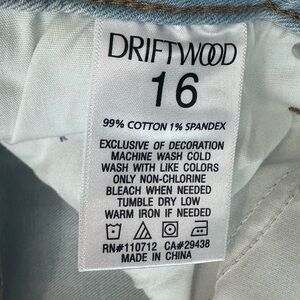 DRIFTWOOD
16
99% COTTON 1% SPANDEX
EXCLUSIVE OF DECORATION
MACHINE WASH COLD
WASH WITH LIKE COLORS
ONLY NON-CHLORINE
BLEACH WHEN NEEDED
TUMBLE DRY LOW
WARM IRON IF NEEDED
RN#110712 CA#29438
MADE IN CHINA